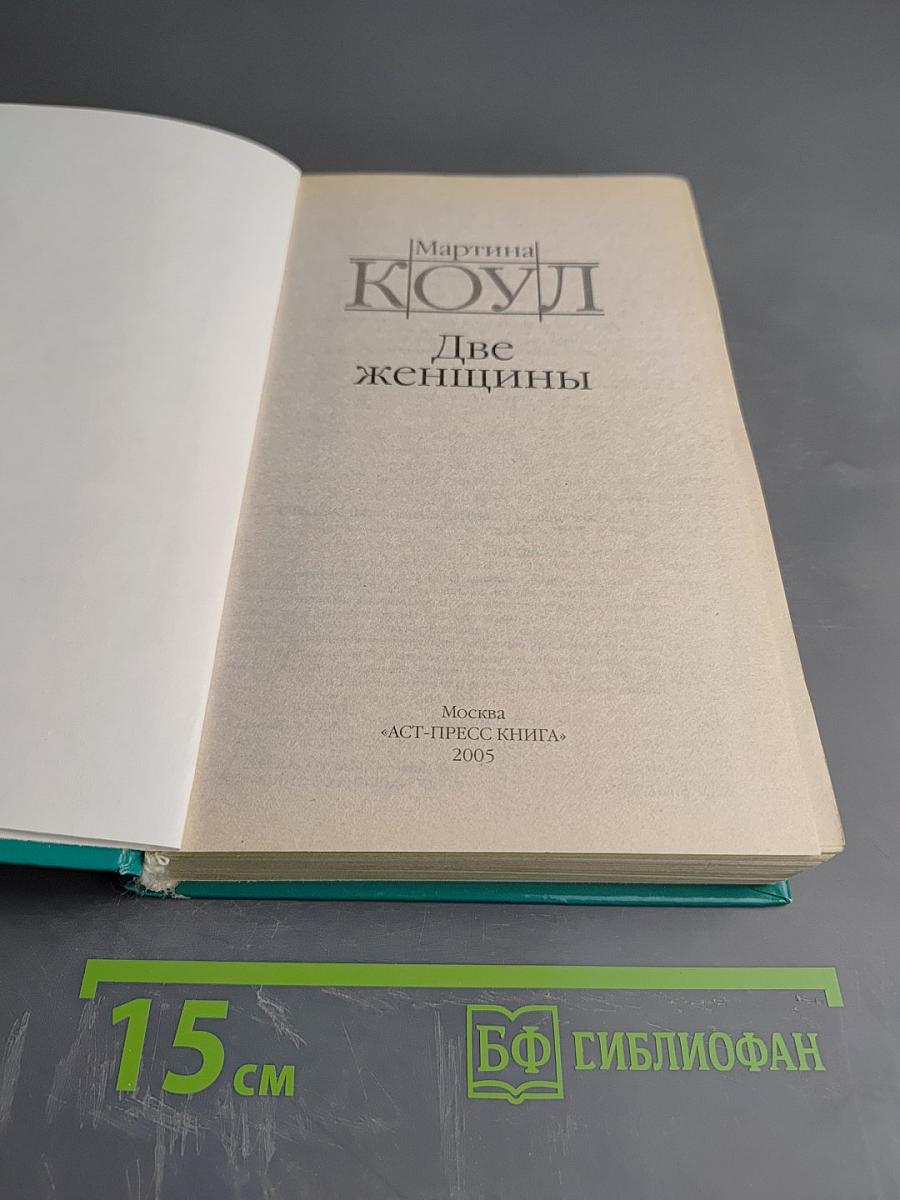 Мартина
КОУЛ
Две
женщины
Москва
«АСТ-ПРЕСС КНИГА»
2005
15 см
БФ БИБЛИОФАН